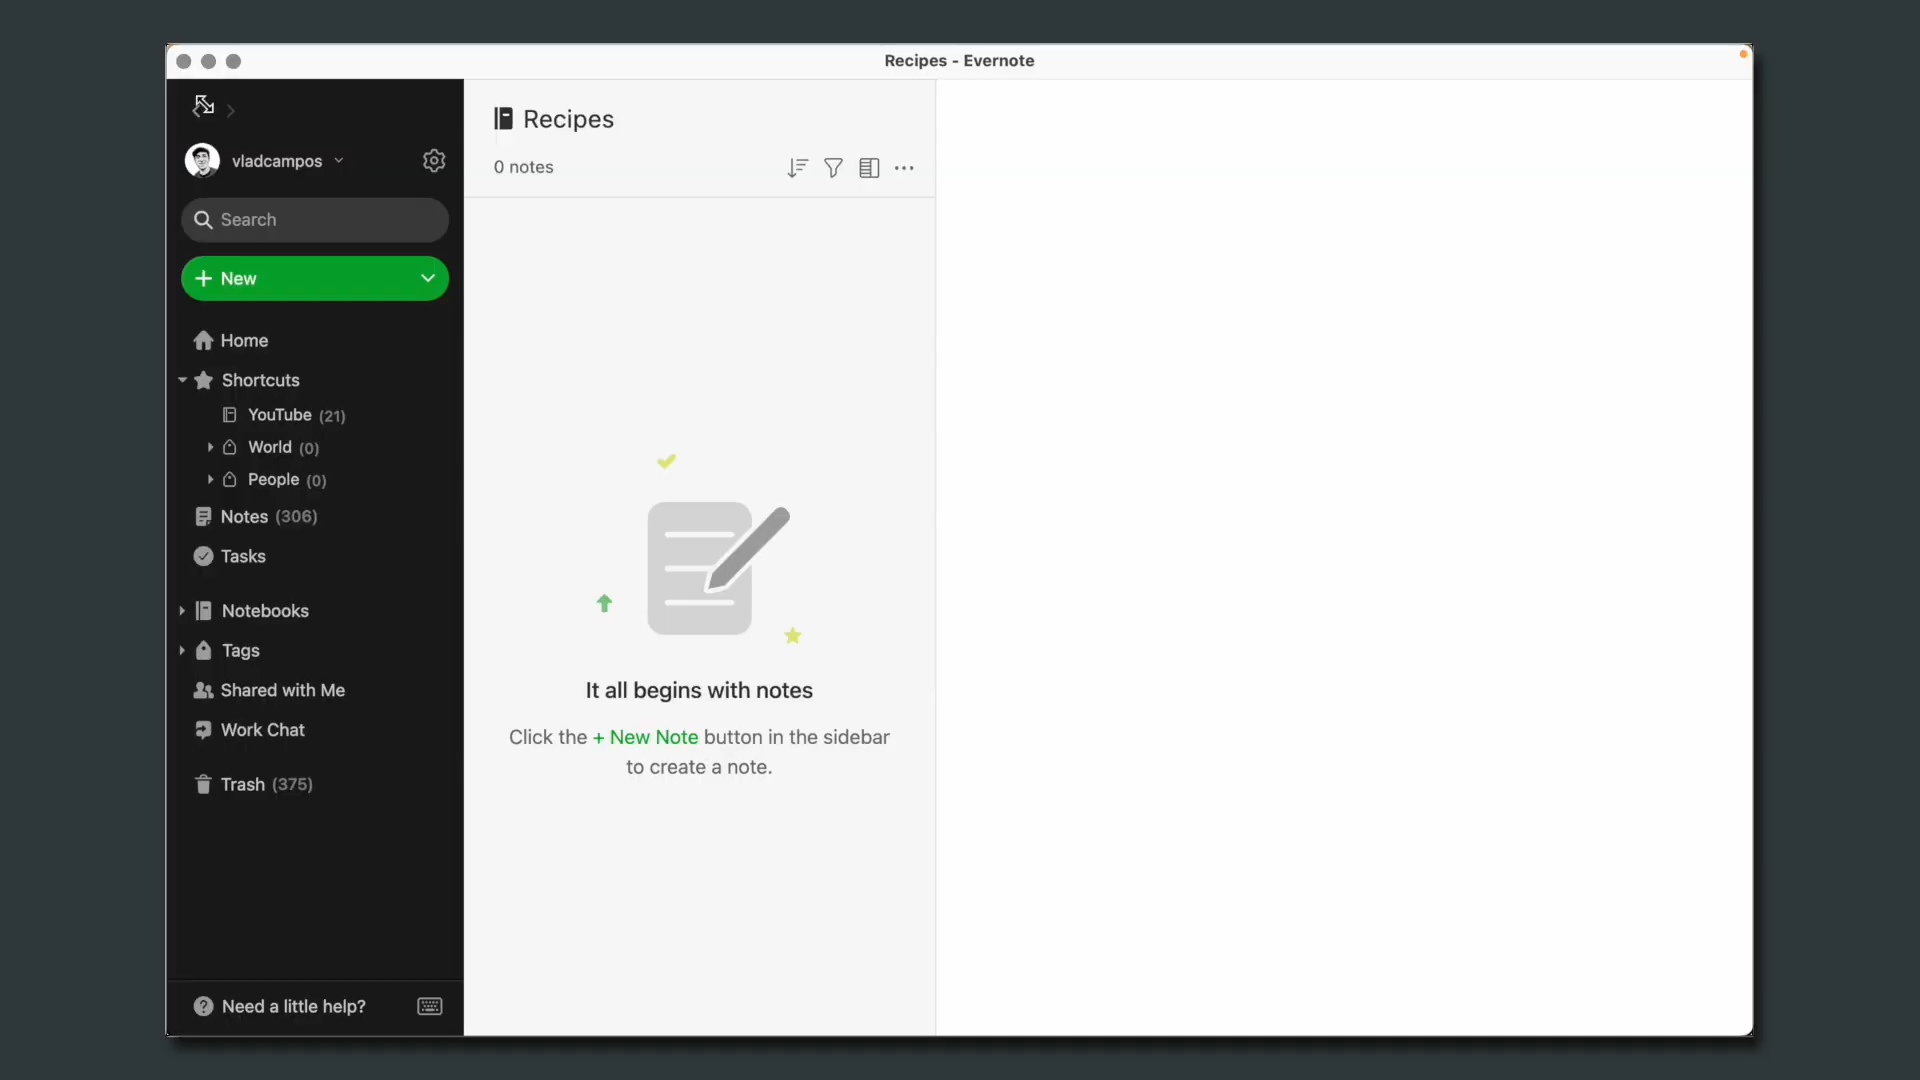 Recipes - Evernote
vladcampos
Search
New
Home
Shortcuts
YouTube (21)
World (0)
People (0)
Notes (306)
Tasks
Notebooks
Tags
Shared with Me
Work Chat
Trash (375)
Need a little help?
Recipes
0 notes
It all begins with notes
Click the + New Note button in the sidebar
to create a note.